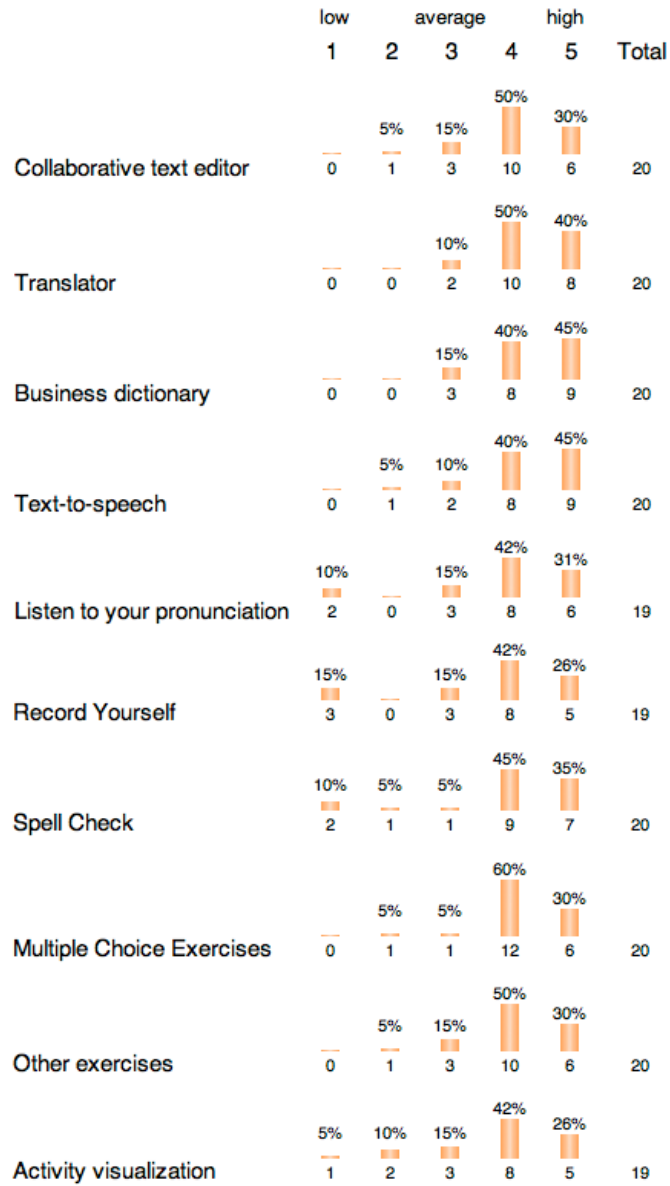 low average high
1 2 3 4 5 Total
50%
30%
5% 15%
Collaborative text editor 0 1 3 10 6 20
50%
40%
10%
Translator 0 0 2 10 8 20
40% 45%
15%
Business dictionary 0 0 3 8 9 20
40% 45%
5% 10%
Text-to-speech 0 1 2 8 9 20
42%
31%
10% 15%
Listen to your pronunciation 2 0 3 8 6 19
42%
26%
15% 15%
Record Yourself 3 0 3 8 5 19
45%
35%
10% 5% 5%
Spell Check 2 1 1 9 7 20
60%
30%
5% 5%
Multiple Choice Exercises 0 1 1 12 6 20
50%
30%
5% 15%
Other exercises 0 1 3 10 6 20
42%
26%
5% 10% 15%
Activity visualization 1 2 3 8 5 19